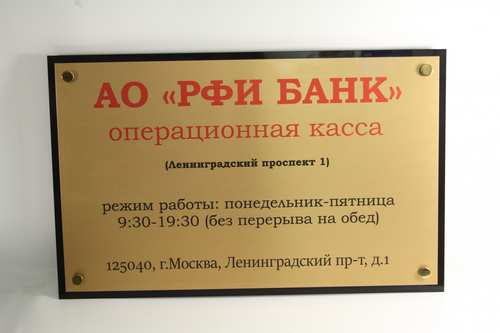 АО «РФИ БАНК»
операционная касса
(Ленинградский проспект 1)
режим работы: понедельник-пятница
9:30-19:30 (без перерыва на обед)
125040, г.Москва, Ленинградский пр-т, д.1